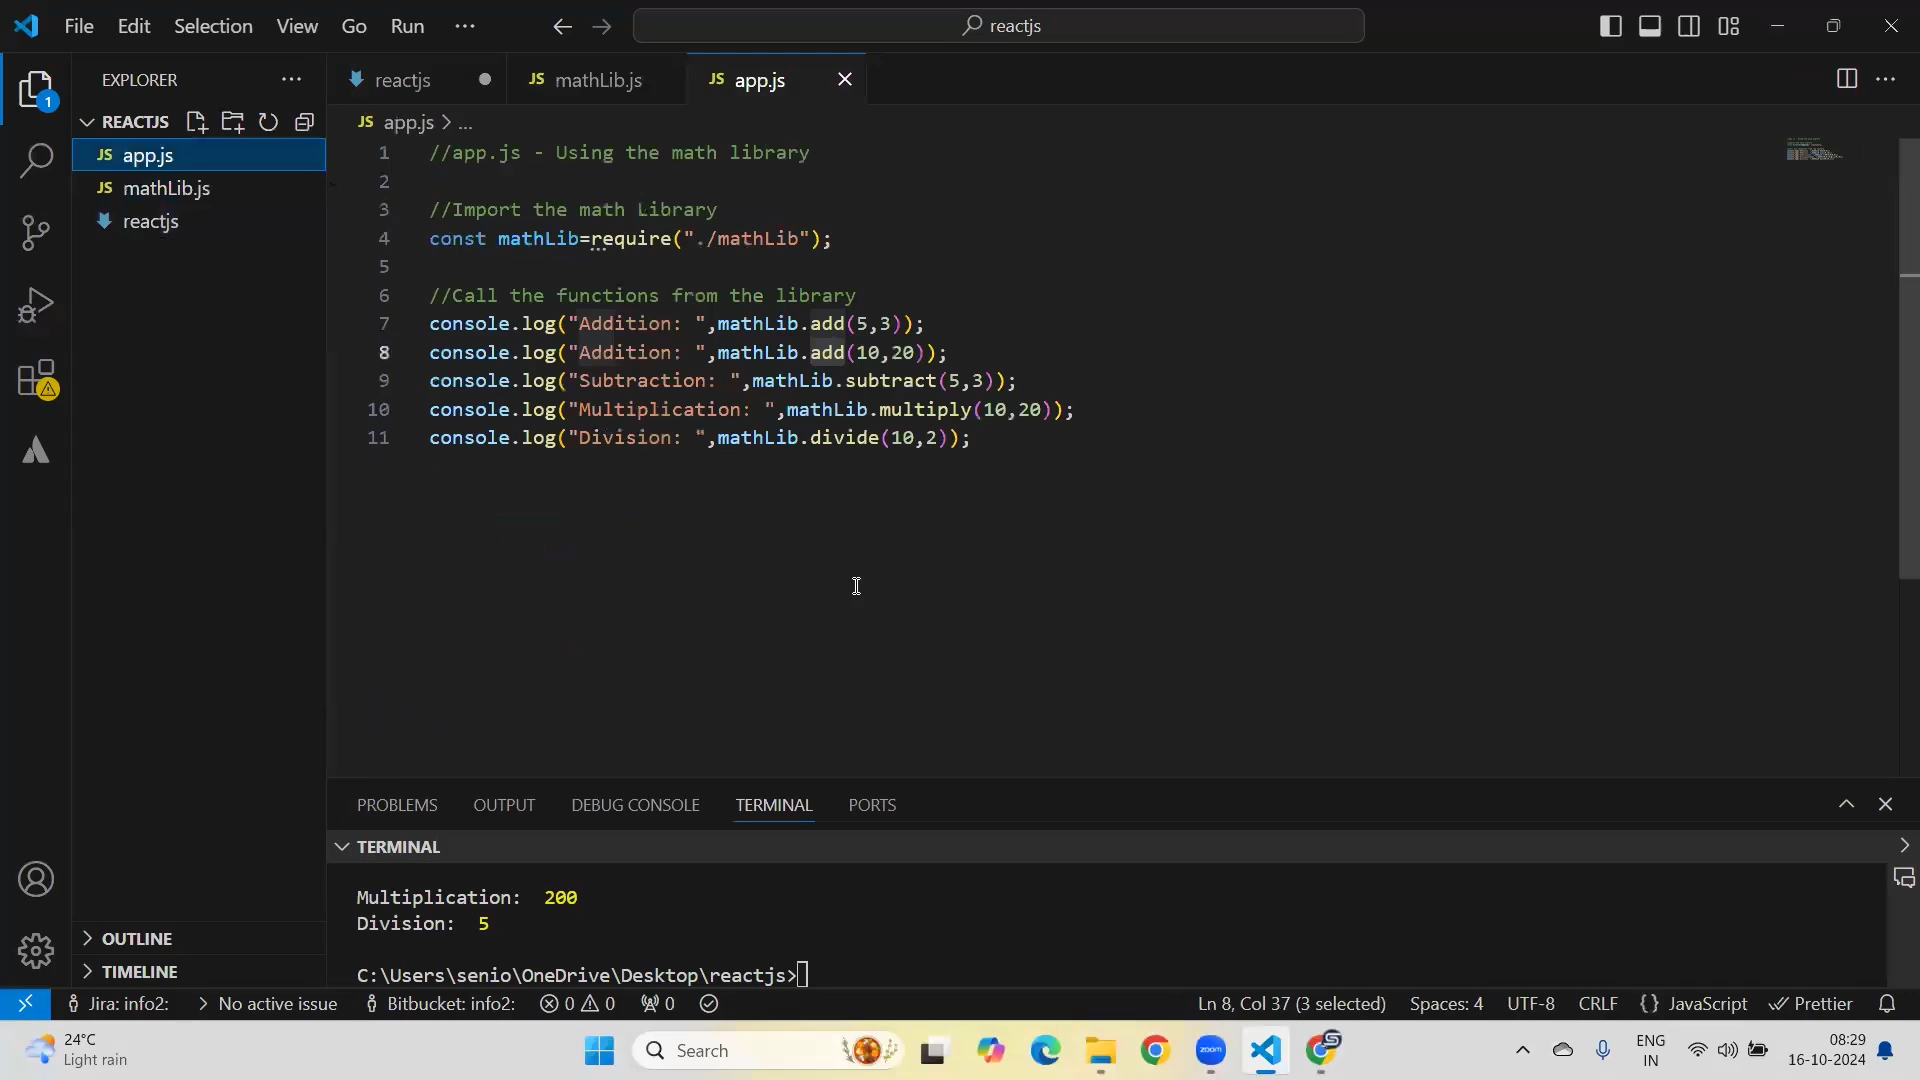 File Edit Selection View Go Run ··· reactjs
EXPLORER ···
REACTJS
JS app.js
JS mathLib.js
reactjs
reactjs JS mathLib.js JS app.js
JS app.js > ...
1 //app.js - Using the math library
2
3 //Import the math Library
4 const mathLib=require("./mathLib");
5
6 //Call the functions from the library
7 console.log("Addition: ",mathLib.add(5,3));
8 console.log("Addition: ",mathLib.add(10,20));
9 console.log("Subtraction: ",mathLib.subtract(5,3));
10 console.log("Multiplication: ",mathLib.multiply(10,20));
11 console.log("Division: ",mathLib.divide(10,2));
1
OUTLINE
TIMELINE
PROBLEMS OUTPUT DEBUG CONSOLE TERMINAL PORTS
TERMINAL
Multiplication: 200
Division: 5
C:\Users\senio\OneDrive\Desktop\reactjs>
Jira: info2: No active issue Bitbucket: info2: 0 0 0 Ln 8, Col 37 (3 selected) Spaces: 4 UTF-8 CRLF {} JavaScript Prettier
24°C
Light rain
Search
zoom
ENG
IN
08:29
16-10-2024